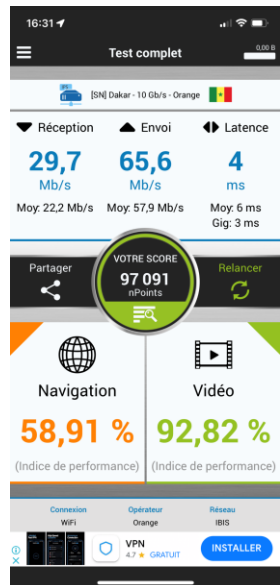 16:31
Test complet
0,00 B
[SN] Dakar - 10 Gb/s - Orange
Réception
Envoi
Latence
29,7
65,6
4
Mb/s
Mb/s
ms
Moy: 22,2 Mb/s
Moy: 57,9 Mb/s
Moy: 6 ms
Gig: 3 ms
Partager
VOTRE SCORE
97 091
nPoints
Relancer
Navigation
Vidéo
58,91 %
92,82 %
(Indice de performance)
(Indice de performance)
Connexion
Opérateur
Réseau
WiFi
Orange
IBIS
VPN
4.7 ★ GRATUIT
INSTALLER